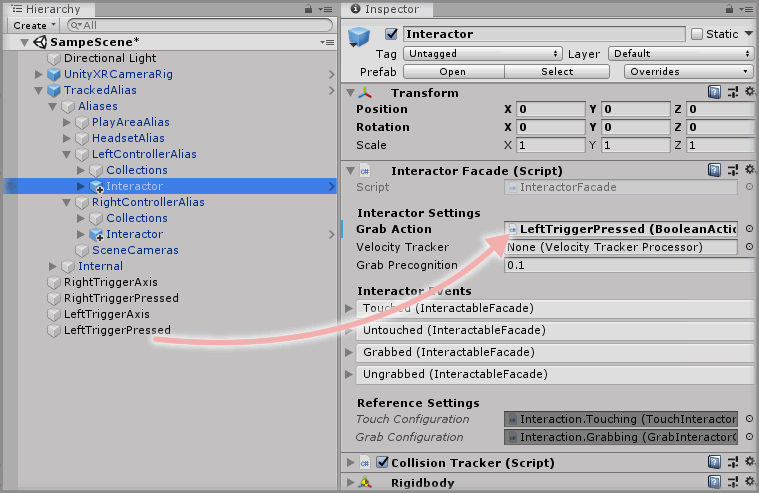 Hierarchy
Create
All
SampeScene*
Directional Light
UnityXRCameraRig
TrackedAlias
Aliases
PlayAreaAlias
HeadsetAlias
LeftControllerAlias
Collections
Interactor
RightControllerAlias
Collections
Interactor
SceneCameras
Internal
RightTriggerAxis
RightTriggerPressed
LeftTriggerAxis
LeftTriggerPressed
Inspector
Interactor Static
Tag Untagged Layer Default
Prefab Open Select Overrides
Transform
Position X 0 Y 0 Z 0
Rotation X 0 Y 0 Z 0
Scale X 1 Y 1 Z 1
Interactor Facade (Script)
Script InteractorFacade
Interactor Settings
Grab Action LeftTriggerPressed (BooleanActio
Velocity Tracker None (Velocity Tracker Processor)
Grab Precognition 0.1
Interactor Events
Touched (InteractableFacade)
Untouched (InteractableFacade)
Grabbed (InteractableFacade)
Ungrabbed (InteractableFacade)
Reference Settings
Touch Configuration Interaction.Touching (TouchInteractor
Grab Configuration Interaction.Grabbing (GrabInteractorC
Collision Tracker (Script)
Rigidbody